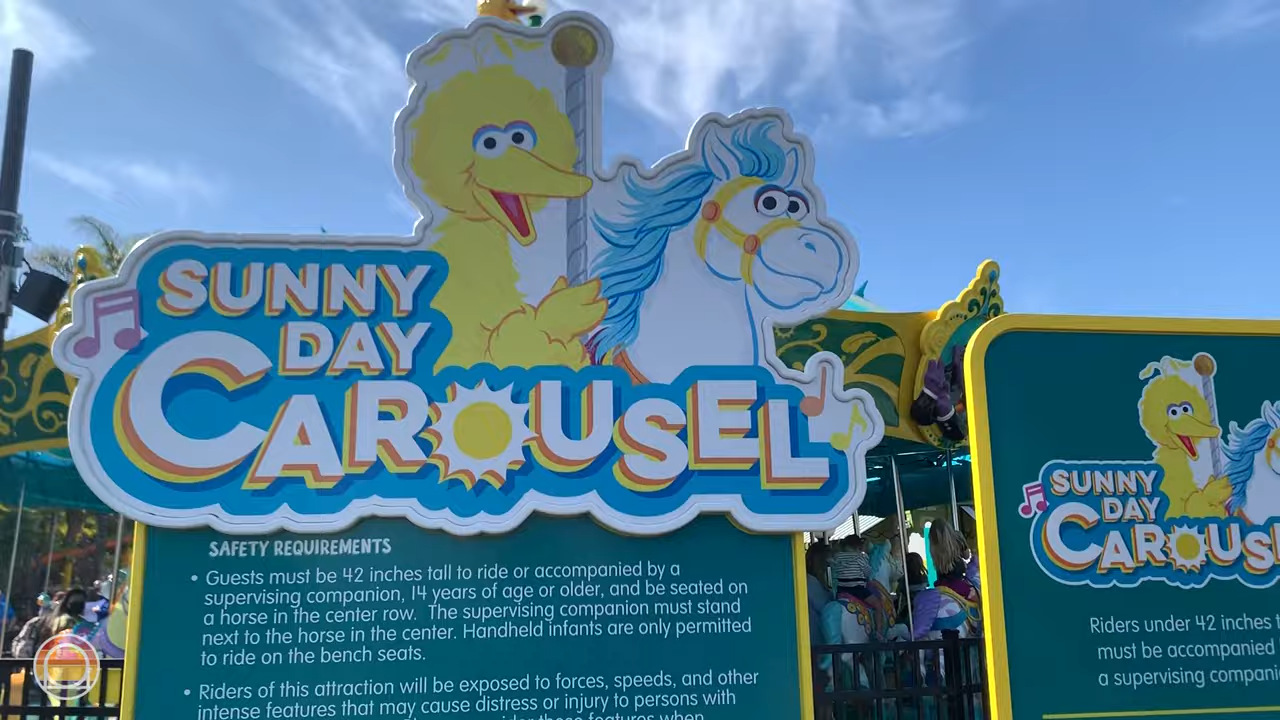 SUNNY
DAY
CAROUSEL
SAFETY REQUIREMENTS
• Guests must be 42 inches tall to ride or accompanied by a
supervising companion, 14 years of age or older, and be seated on
a horse in the center row. The supervising companion must stand
next to the horse in the center. Handheld infants are only permitted
to ride on the bench seats.
• Riders of this attraction will be exposed to forces, speeds, and other
intense features that may cause distress or injury to persons with
these features when
SUNNY
DAY
CAROUSE
Riders under 42 inches
must be accompanied
a supervising